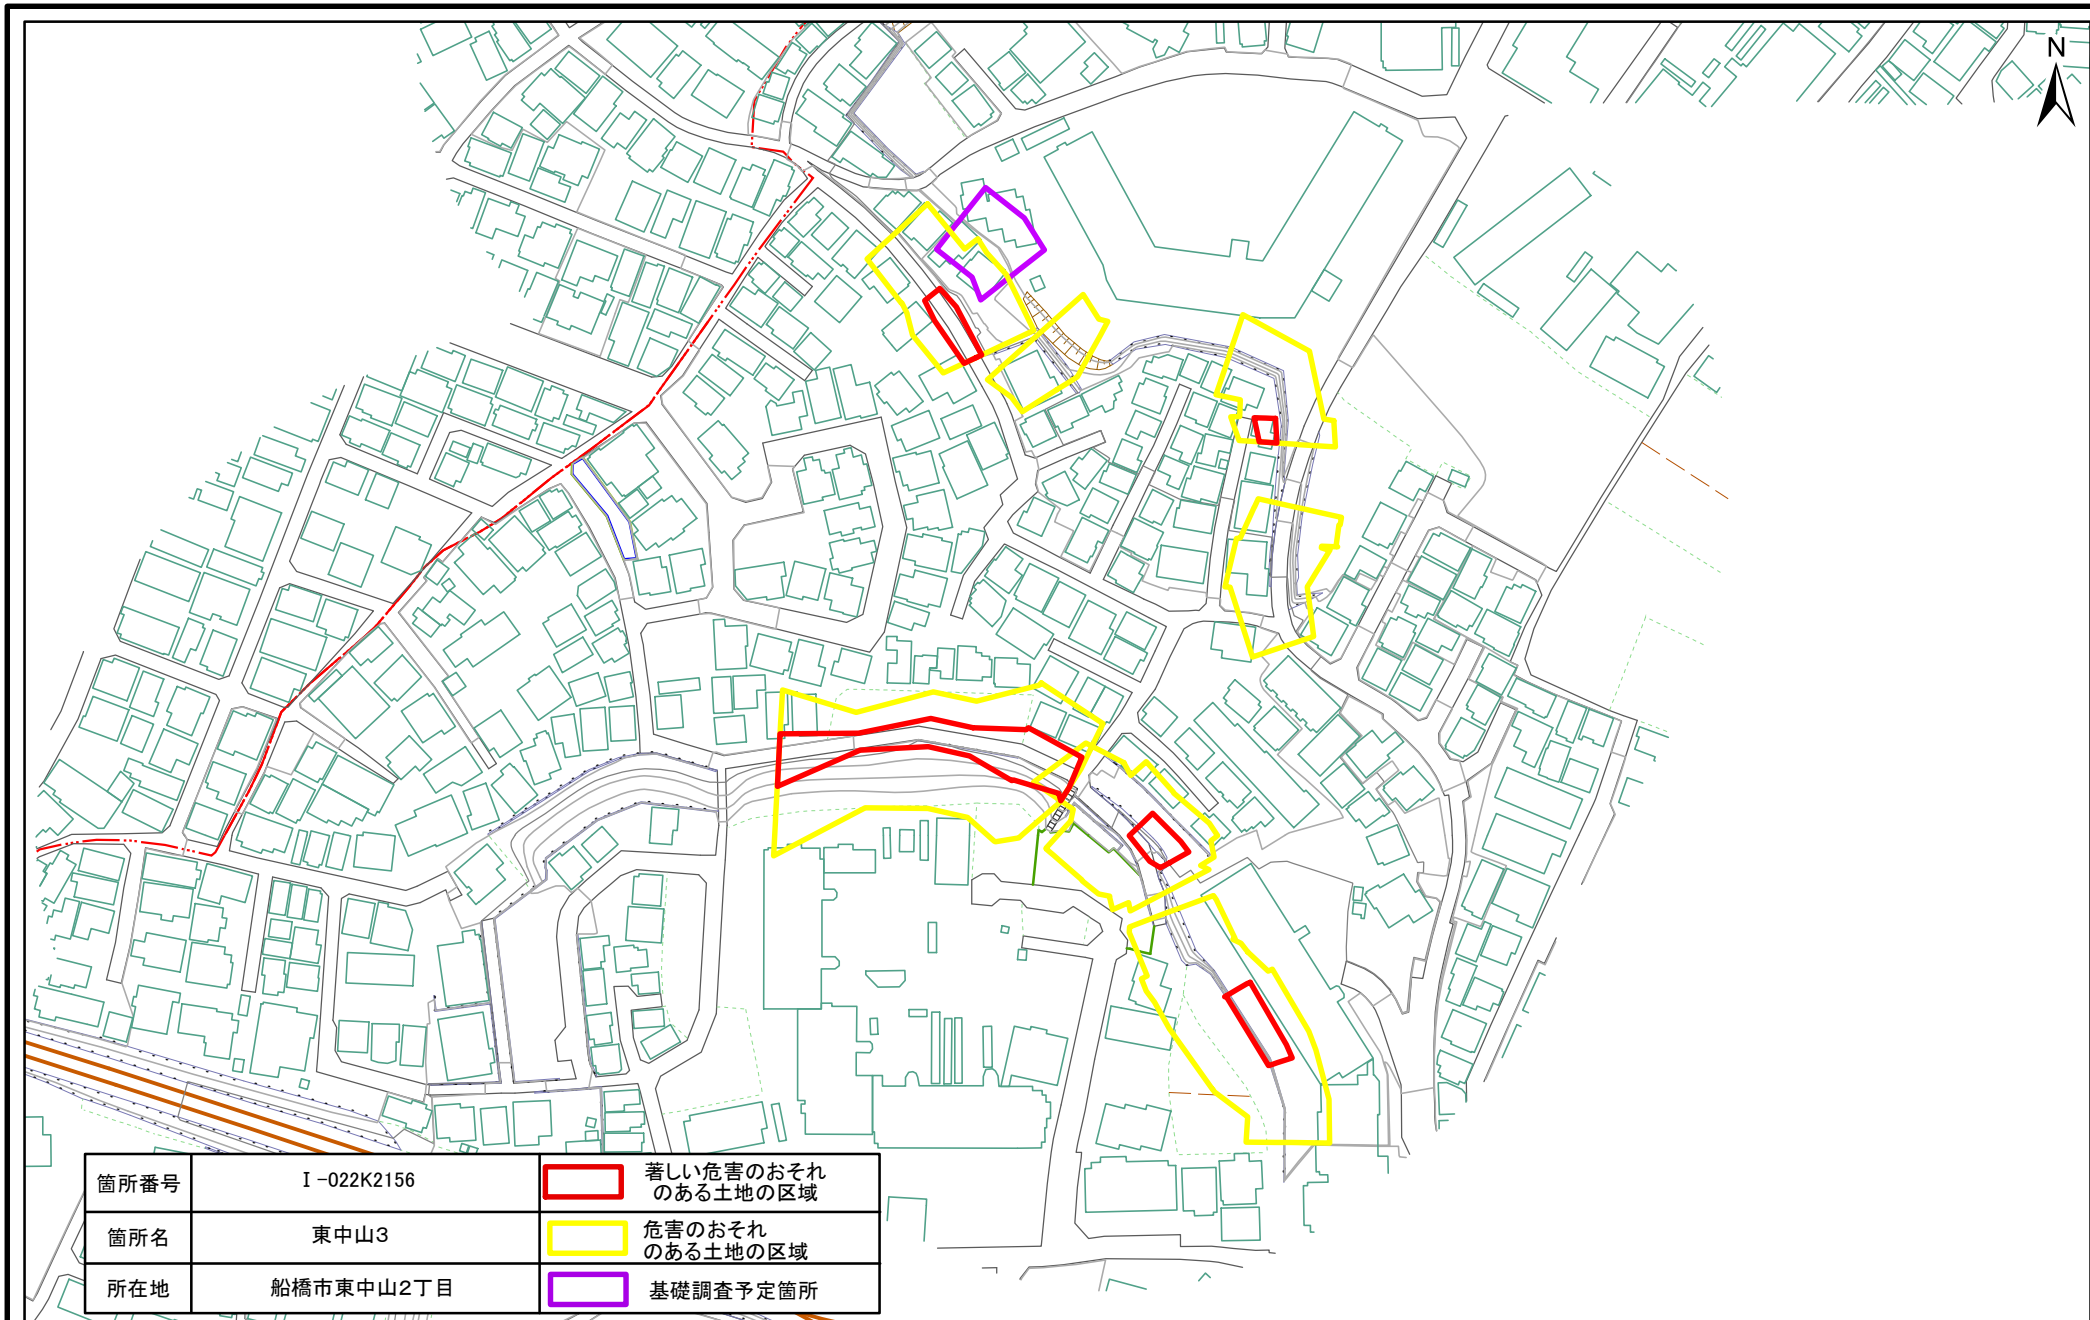 N
箇所番号
I-022K2156
著しい危害のおそれ
のある土地の区域
箇所名
東中山3
危害のおそれ
のある土地の区域
所在地
船橋市東中山2丁目
基礎調査予定箇所